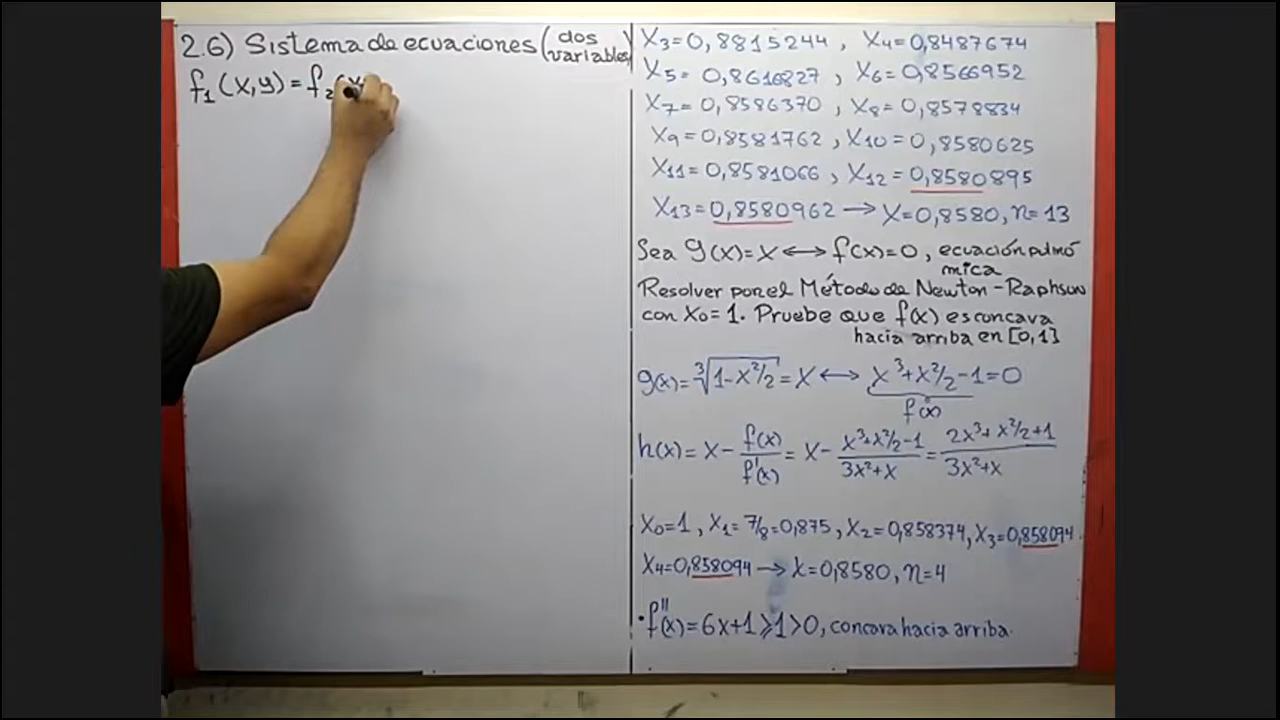 2.6) Sistema de ecuaciones (dos variables)
f₁(x,y) = f₂(x
X₃=0,8815244 , X₄=0,8487674
X₅= 0,8616827 , X₆=0,8566952
X₇= 0,8586370 , X₈=0,8578834
X₉=0,8581762 , X₁₀=0,8580625
X₁₁=0,8581066 , X₁₂=0,8580895
X₁₃=0,8580962 → X=0,8580, n=13
Sea g(x)=x ↔ f(x)=0 , ecuación pulmó
mica
Resolver por el Método de Newton-Raphson
con X₀=1. Pruebe que f(x) es concava
hacia arriba en [0,1]
g(x)= ∛(1-x²/2) = x ↔ x³+x²/2-1=0
f(x)
h(x)= x - f(x)/f'(x) = x - (x³+x²/2-1)/(3x²+x) = (2x³+x²/2+1)/(3x²+x)
X₀=1 , X₁=7/8=0,875, X₂=0,858374, X₃=0,858094.
X₄=0,858094 → X=0,8580, n=4
• f''(x)=6x+1⩾1>0, concava hacia arriba.